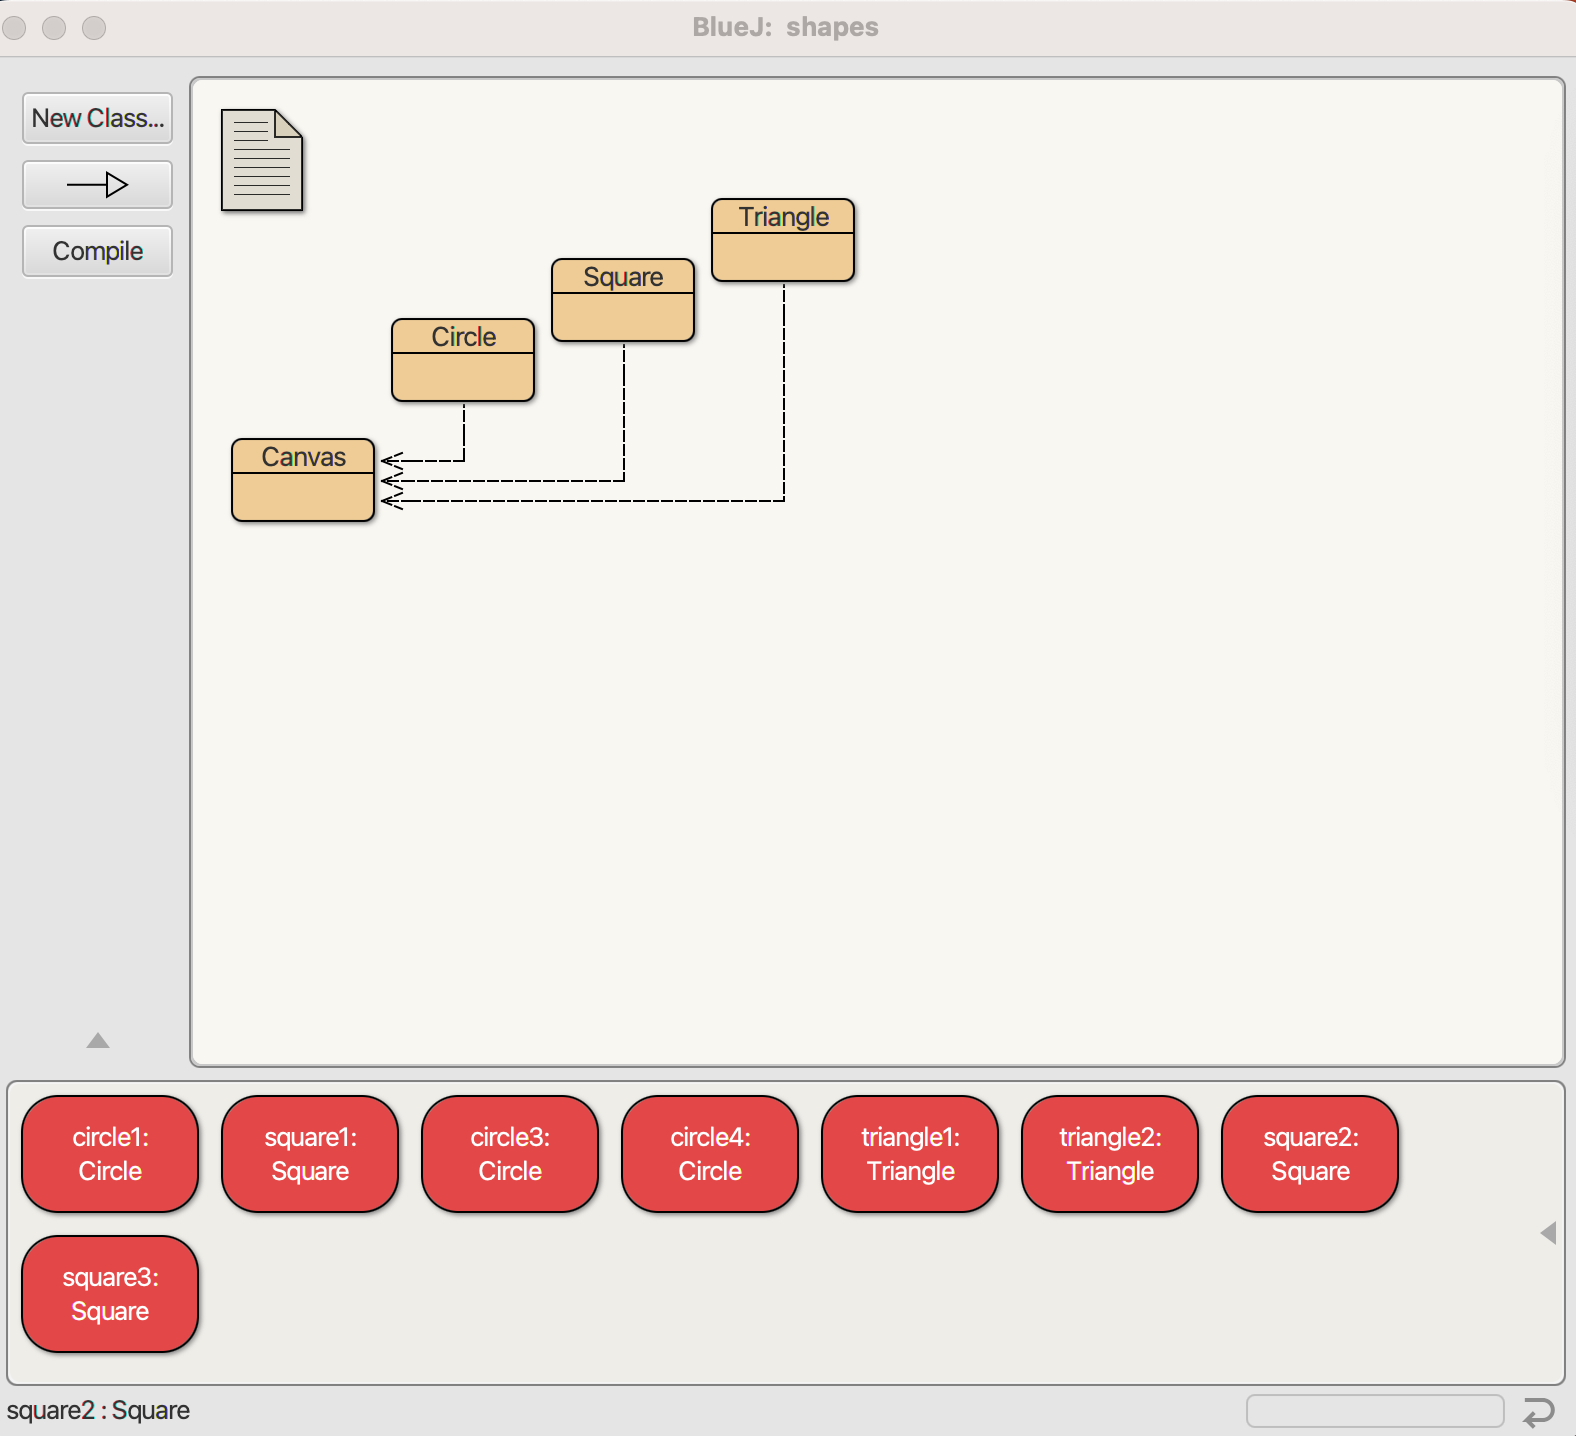 BlueJ: shapes
New Class...
Compile
Triangle
Square
Circle
Canvas
circle1:
Circle
square1:
Square
circle3:
Circle
circle4:
Circle
triangle1:
Triangle
triangle2:
Triangle
square2:
Square
square3:
Square
square2 : Square